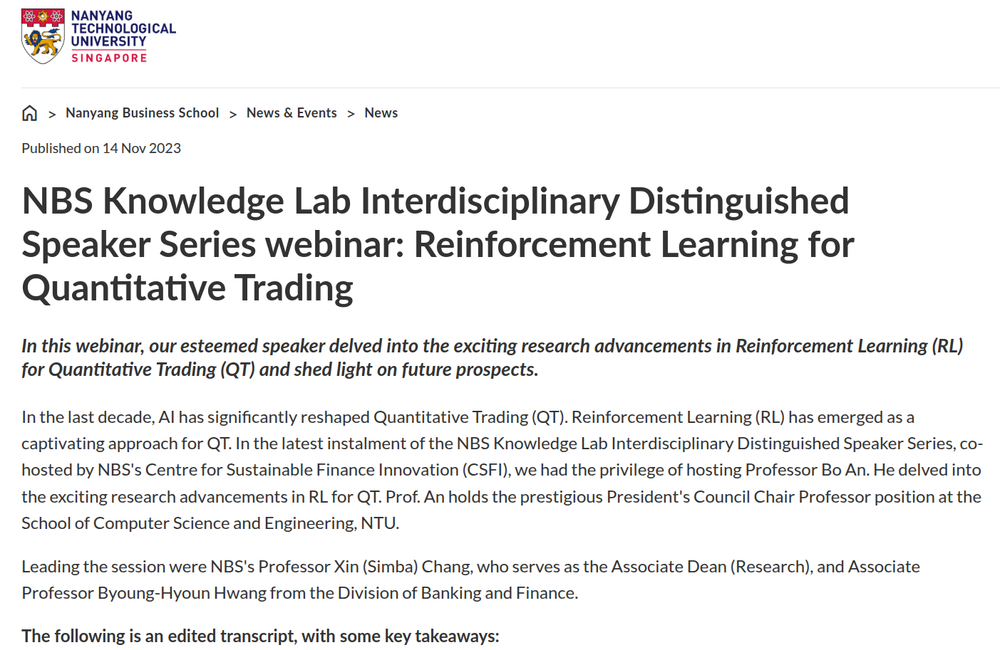 NANYANG
TECHNOLOGICAL
UNIVERSITY
SINGAPORE
> Nanyang Business School > News & Events > News
Published on 14 Nov 2023
NBS Knowledge Lab Interdisciplinary Distinguished
Speaker Series webinar: Reinforcement Learning for
Quantitative Trading
In this webinar, our esteemed speaker delved into the exciting research advancements in Reinforcement Learning (RL)
for Quantitative Trading (QT) and shed light on future prospects.
In the last decade, AI has significantly reshaped Quantitative Trading (QT). Reinforcement Learning (RL) has emerged as a
captivating approach for QT. In the latest instalment of the NBS Knowledge Lab Interdisciplinary Distinguished Speaker Series, co-
hosted by NBS's Centre for Sustainable Finance Innovation (CSFI), we had the privilege of hosting Professor Bo An. He delved into
the exciting research advancements in RL for QT. Prof. An holds the prestigious President's Council Chair Professor position at the
School of Computer Science and Engineering, NTU.
Leading the session were NBS's Professor Xin (Simba) Chang, who serves as the Associate Dean (Research), and Associate
Professor Byoung-Hyoun Hwang from the Division of Banking and Finance.
The following is an edited transcript, with some key takeaways: